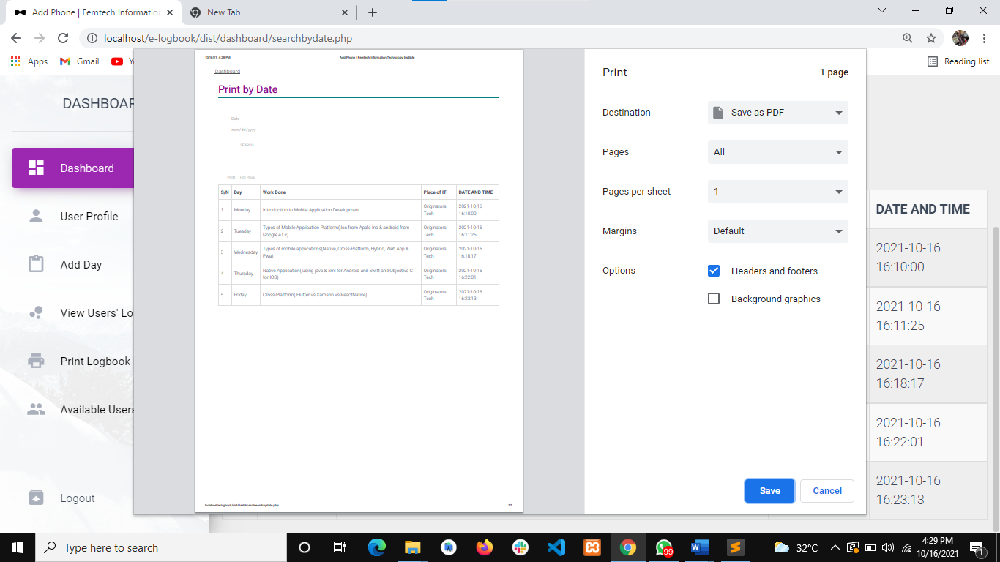 Add Phone | Femtech Information
New Tab
localhost/e-logbook/dist/dashboard/searchbydate.php
Apps
Gmail
Y
Reading list
DASHBOAR
Dashboard
User Profile
Add Day
View Users' Lo
Print Logbook
Available Users
Logout
10/16/21, 4:29 PM
Add Phone | Femtech Information Technology Institute
Dashboard
Print by Date
Date
mm/dd/yyyy
SEARCH
PRINT THIS PAGE
S/N Day Work Done Place of IT DATE AND TIME
1 Monday Introduction to Mobile Application Development Originators Tech 2021-10-16 16:10:00
2 Tuesday Types of Mobile Application Platform( Ios from Apple Inc & android from Google e.t.c) Originators Tech 2021-10-16 16:11:25
3 Wednesday Types of mobile applications(Native, Cross-Platform, Hybrid, Web App & Pwa) Originators Tech 2021-10-16 16:18:17
4 Thursday Native Application( using java & xml for Android and Swift and Objective C for IOS) Originators Tech 2021-10-16 16:22:01
5 Friday Cross-Platform( Flutter vs Xamarin vs ReactNative) Originators Tech 2021-10-16 16:23:13
localhost/e-logbook/dist/dashboard/searchbydate.php
1/1
Print
1 page
Destination
Save as PDF
Pages
All
Pages per sheet
1
Margins
Default
Options
Headers and footers
Background graphics
Save
Cancel
DATE AND TIME
2021-10-16
16:10:00
2021-10-16
16:11:25
2021-10-16
16:18:17
2021-10-16
16:22:01
2021-10-16
16:23:13
Type here to search
99
32°C
4:29 PM
10/16/2021
1